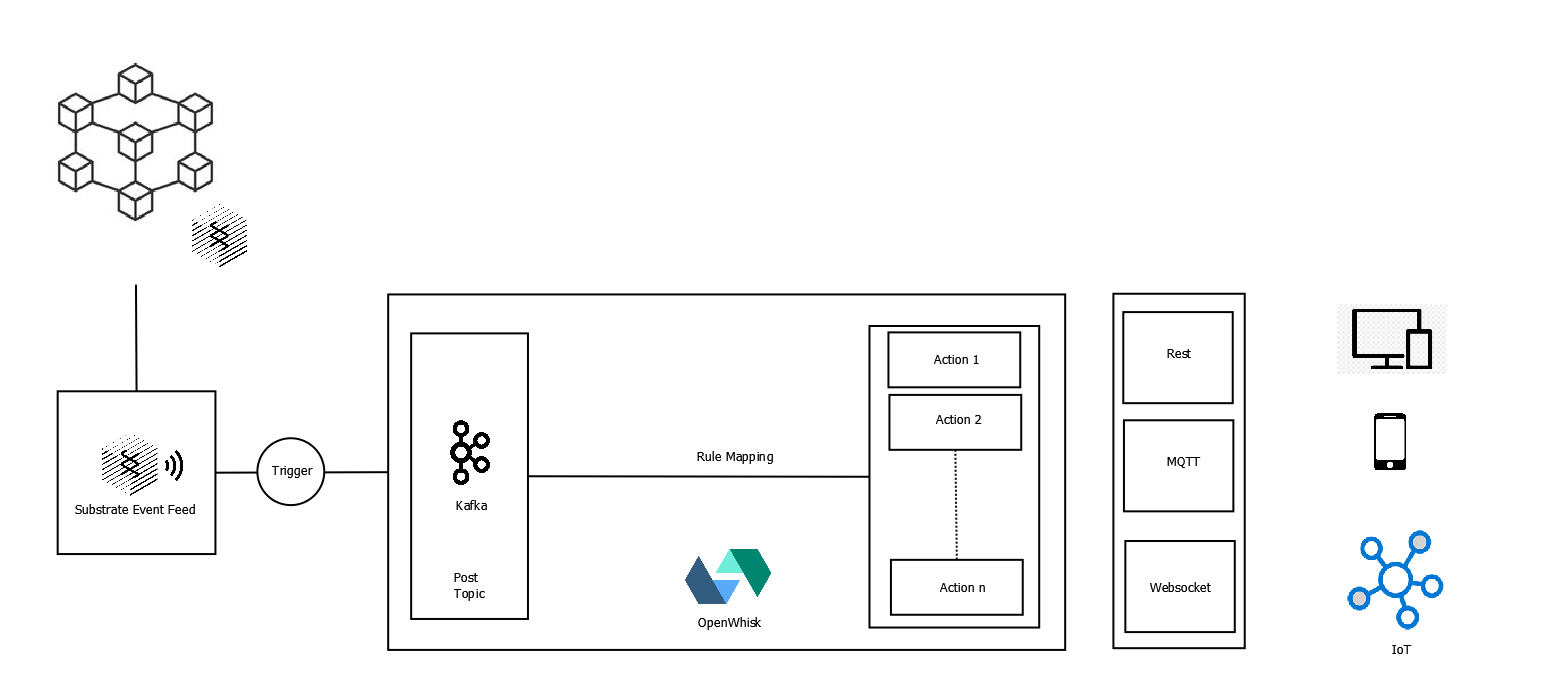 Substrate Event Feed
Trigger
Kafka
Post
Topic
Rule Mapping
OpenWhisk
Action 1
Action 2
Action n
Rest
MQTT
Websocket
IoT